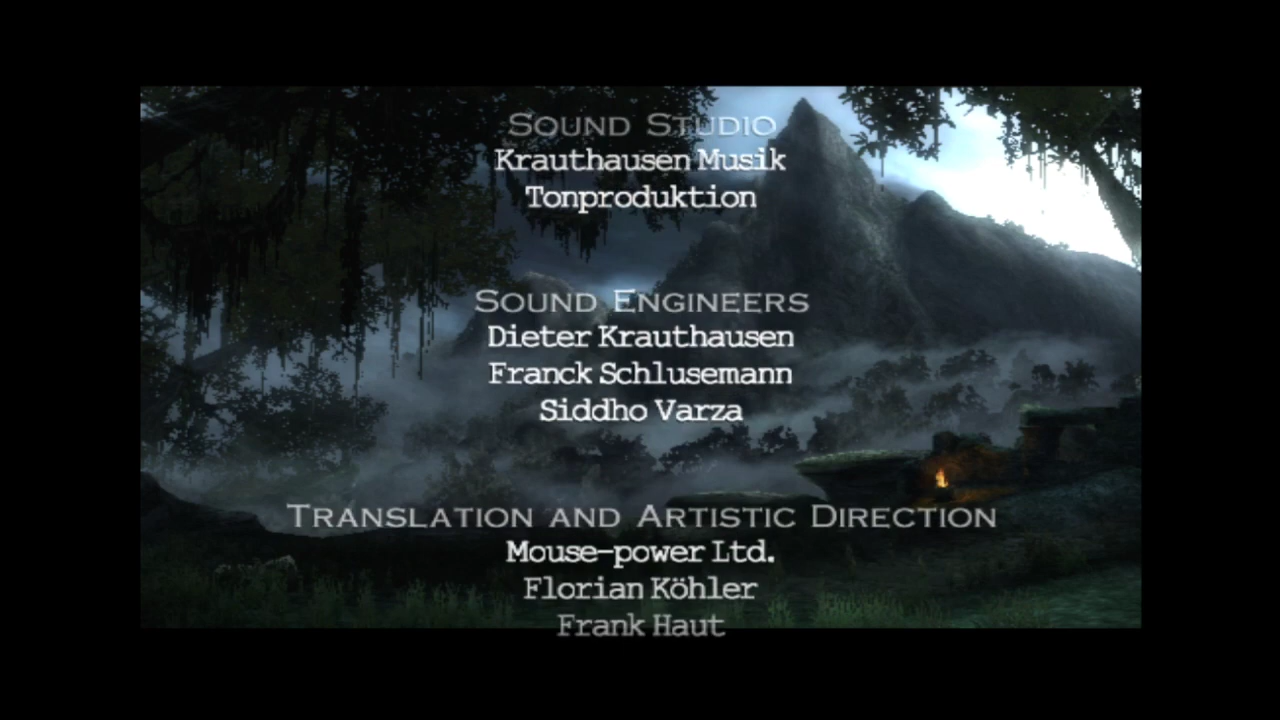 Sound Studio
Krauthausen Musik
Tonproduktion
Sound Engineers
Dieter Krauthausen
Franck Schlusemann
Siddho Varza
Translation and Artistic Direction
Mouse-power Ltd.
Florian Köhler
Frank Haut